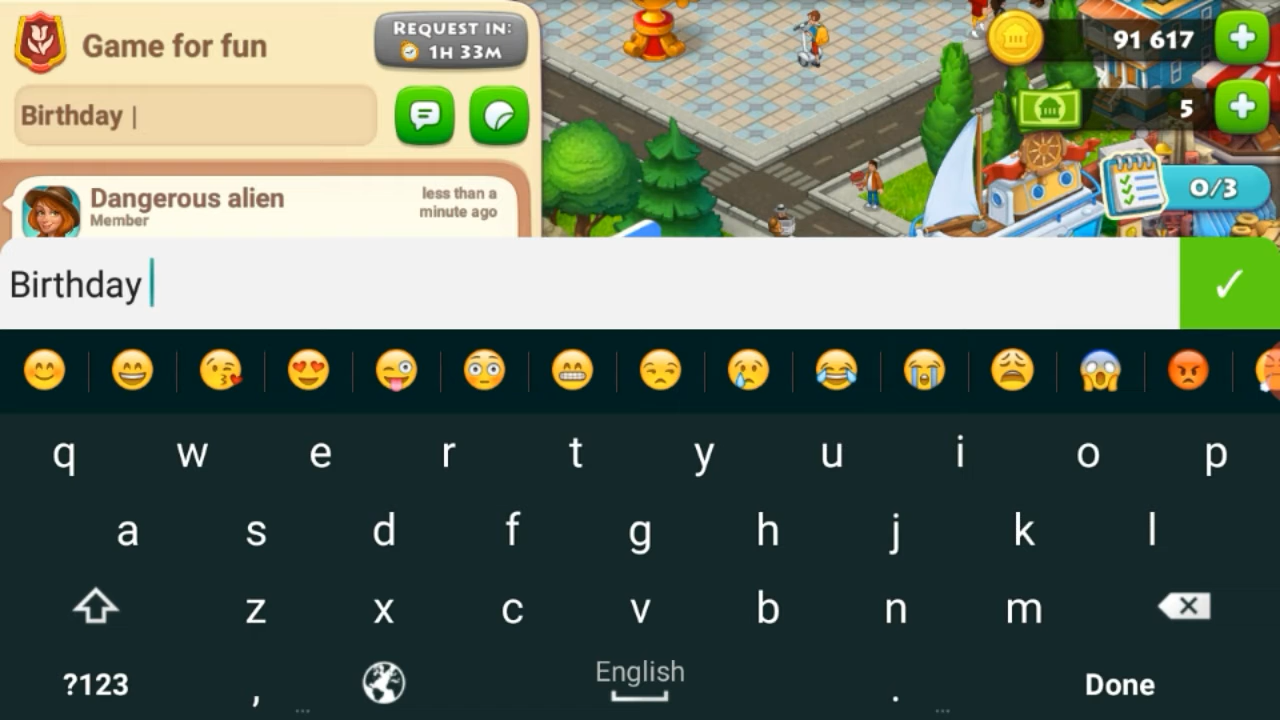 Game for fun
REQUEST IN:
1H 33M
91 617
Birthday |
5
Dangerous alien
Member
less than a
minute ago
0/3
Birthday
q w e r t y u i o p
a s d f g h j k l
z x c v b n m
?123 , English . Done